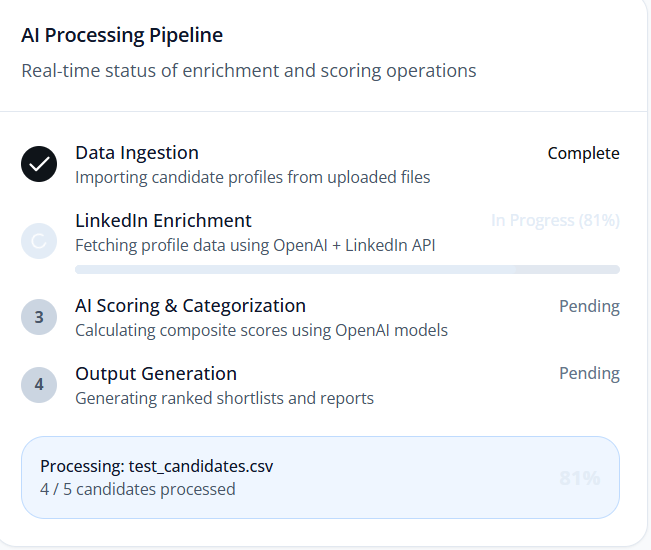 AI Processing Pipeline
Real-time status of enrichment and scoring operations
Data Ingestion
Complete
Importing candidate profiles from uploaded files
LinkedIn Enrichment
In Progress (81%)
Fetching profile data using OpenAI + LinkedIn API
3
AI Scoring & Categorization
Pending
Calculating composite scores using OpenAI models
4
Output Generation
Pending
Generating ranked shortlists and reports
Processing: test_candidates.csv
4 / 5 candidates processed
81%